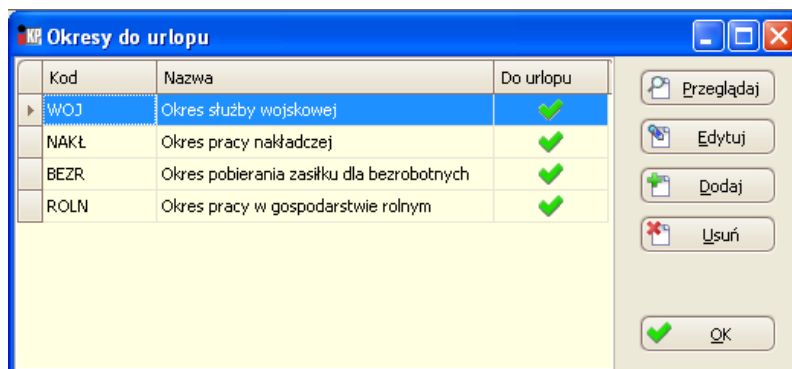 iKP Okresy do urlopu
Kod Nazwa Do urlopu
WOJ Okres służby wojskowej
NAKŁ Okres pracy nakładczej
BEZR Okres pobierania zasiłku dla bezrobotnych
ROLN Okres pracy w gospodarstwie rolnym
Przeglądaj
Edytuj
Dodaj
Usuń
OK